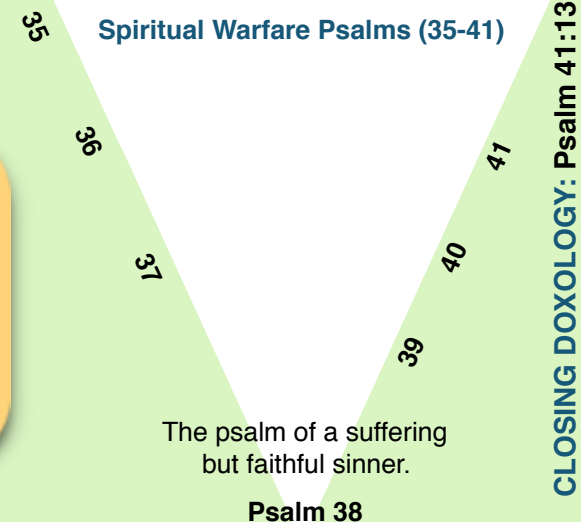 Spiritual Warfare Psalms (35-41)
35
36
37
The psalm of a suffering
but faithful sinner.
Psalm 38
39
40
41
CLOSING DOXOLOGY: Psalm 41:13